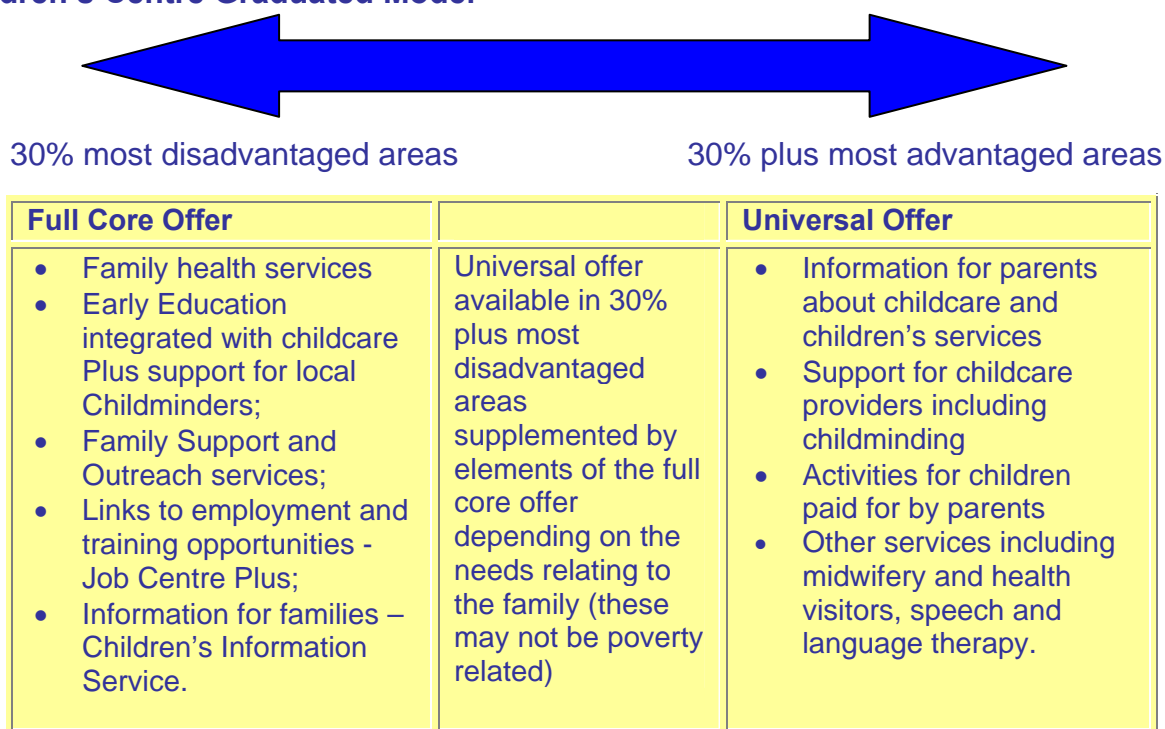 Centre Graduated Model
30% most disadvantaged areas
30% plus most advantaged areas
Full Core Offer
• Family health services
• Early Education
integrated with childcare
Plus support for local
Childminders;
• Family Support and
Outreach services;
• Links to employment and
training opportunities -
Job Centre Plus;
• Information for families –
Children's Information
Service.
Universal offer
available in 30%
plus most
disadvantaged
areas
supplemented by
elements of the full
core offer
depending on the
needs relating to
the family (these
may not be poverty
related)
Universal Offer
• Information for parents
about childcare and
children's services
• Support for childcare
providers including
childminding
• Activities for children
paid for by parents
• Other services including
midwifery and health
visitors, speech and
language therapy.